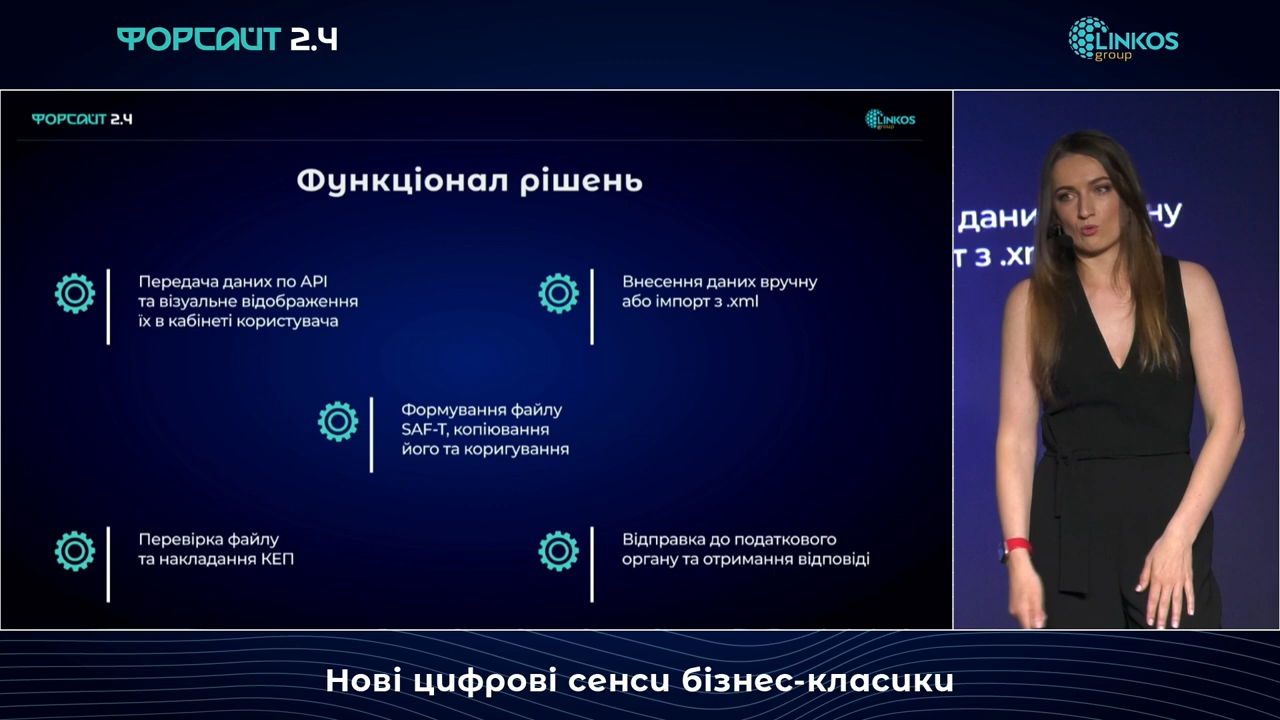 ФОРСАЙТ 2.4
LINKOS
group
ФОРСАЙТ 2.4
LINKOS
group
Функціонал рішень
Передача даних по API
та візуальне відображення
їх в кабінеті користувача
Внесення даних вручну
або імпорт з .xml
Формування файлу
SAF-T, копіювання
його та коригування
Перевірка файлу
та накладання КЕП
Відправка до податкового
органу та отримання відповіді
Нові цифрові сенси бізнес-класики